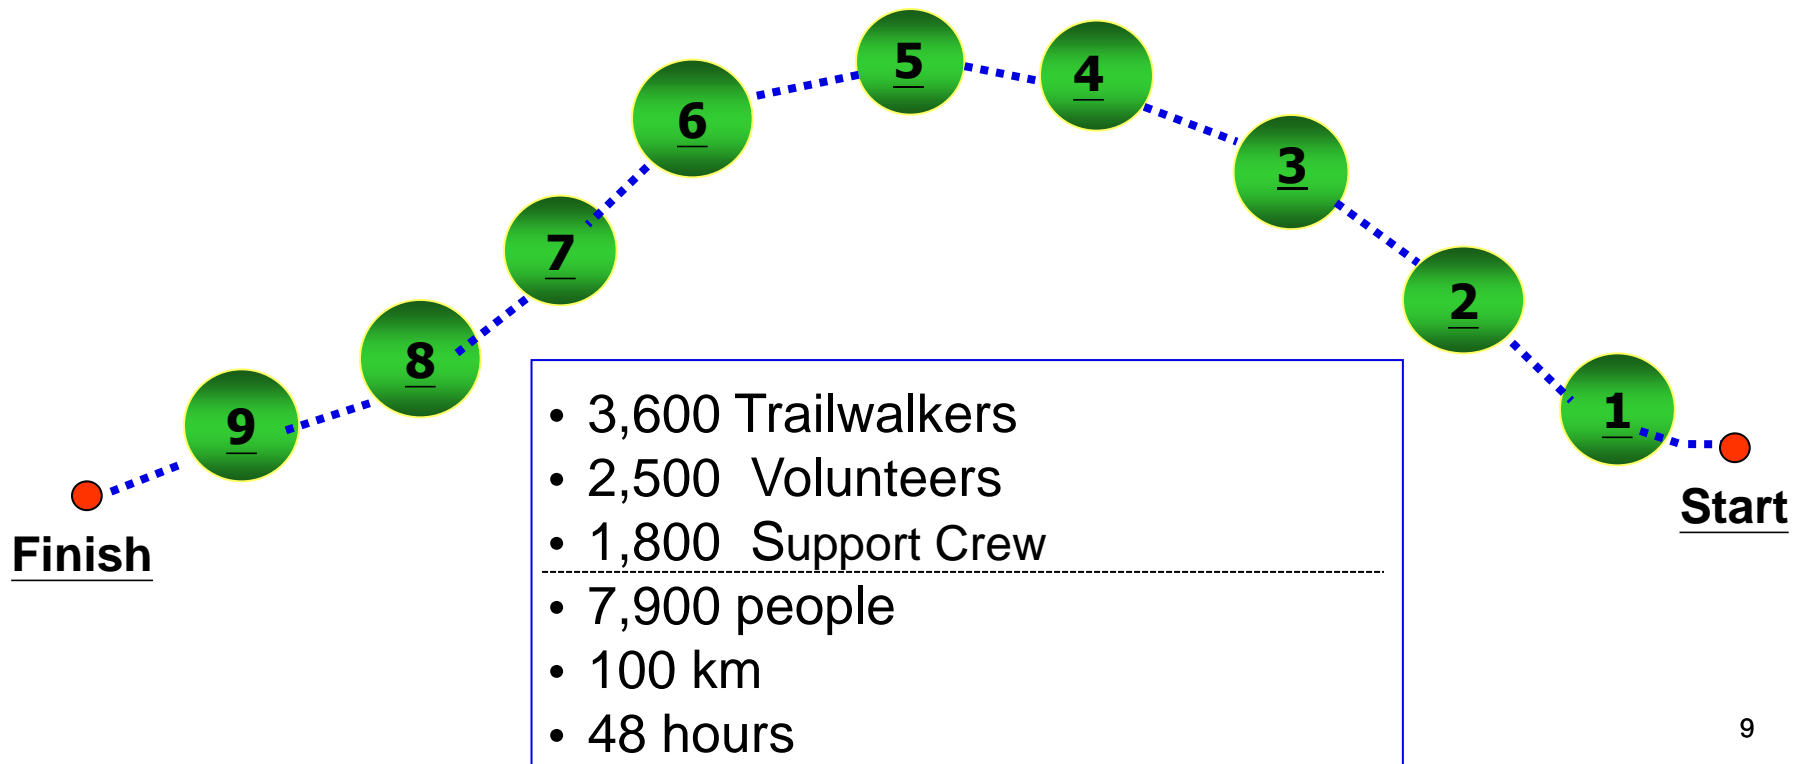 5
4
6
3
7
2
8
1
9
Start
Finish
• 3,600 Trailwalkers
• 2,500 Volunteers
• 1,800 Support Crew
• 7,900 people
• 100 km
• 48 hours
9